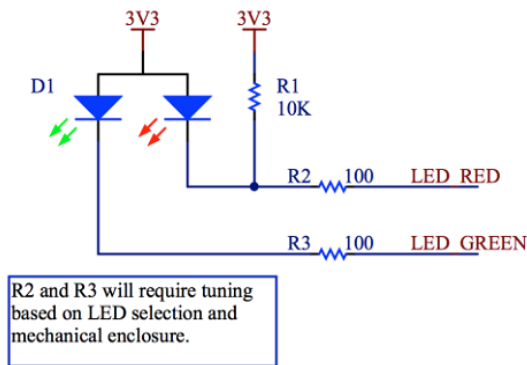 3V3
3V3
D1
R1
10K
R2
100
LED_RED
R3
100
LED_GREEN
R2 and R3 will require tuning
based on LED selection and
mechanical enclosure.